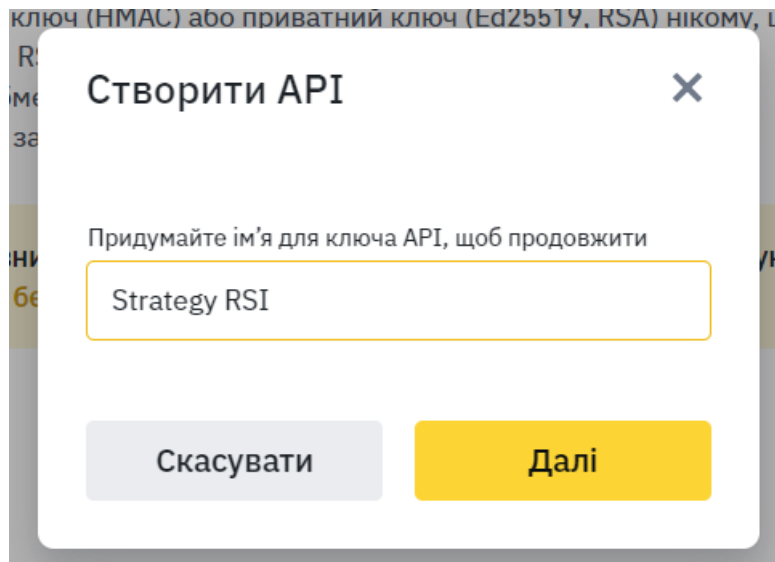 ключ (HMAC) або приватний ключ (Ed25519, RSA) нікому,
Створити API
Придумайте ім’я для ключа API, щоб продовжити
Strategy RSI
Скасувати
Далі